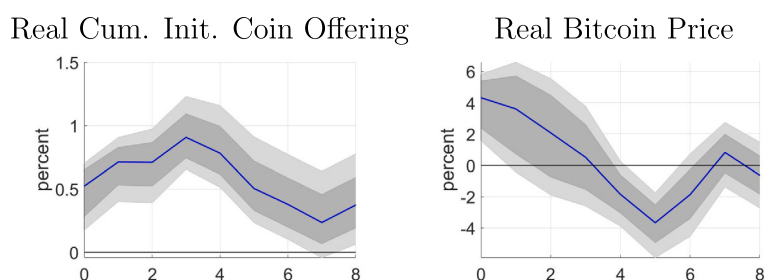 Real Cum. Init. Coin Offering
1.5
1
0.5
0
percent
0 2 4 6 8
Real Bitcoin Price
6
4
2
0
-2
-4
percent
0 2 4 6 8